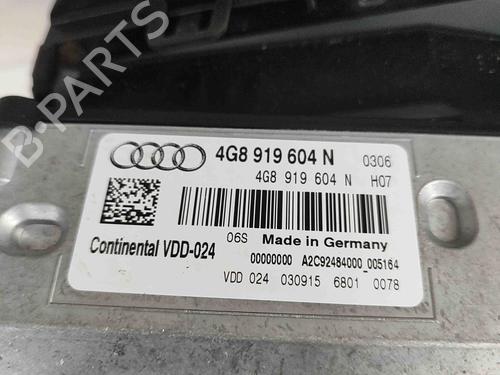 B-PARTS
4G8 919 604 N 0306
4G8 919 604 N H07
Continental VDD-024
06S Made in Germany
00000000 A2C92484000_005164
VDD 024 030915 6801 0078